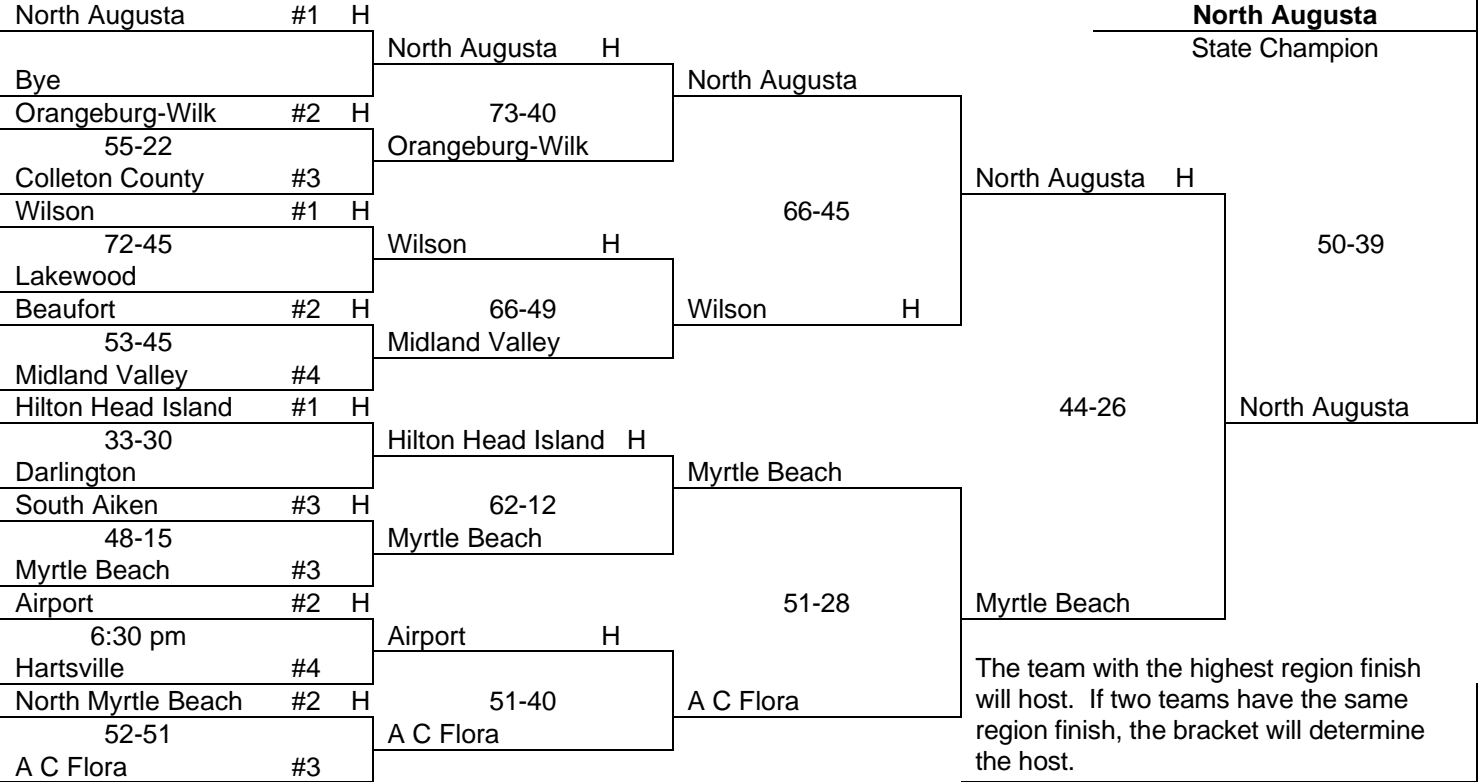 North Augusta #1 H
Bye
Orangeburg-Wilk #2 H
55-22
Colleton County #3
Wilson #1 H
72-45
Lakewood
Beaufort #2 H
53-45
Midland Valley #4
Hilton Head Island #1 H
33-30
Darlington
South Aiken #3 H
48-15
Myrtle Beach #3
Airport #2 H
6:30 pm
Hartsville #4
North Myrtle Beach #2 H
52-51
A C Flora #3
North Augusta H
73-40
Orangeburg-Wilk
Wilson H
66-49
Midland Valley
Hilton Head Island H
62-12
Myrtle Beach
Airport H
51-40
A C Flora
North Augusta
66-45
Wilson H
Myrtle Beach
51-28
A C Flora
North Augusta H
44-26
Myrtle Beach
North Augusta
State Champion
50-39
North Augusta
The team with the highest region finish
will host. If two teams have the same
region finish, the bracket will determine
the host.